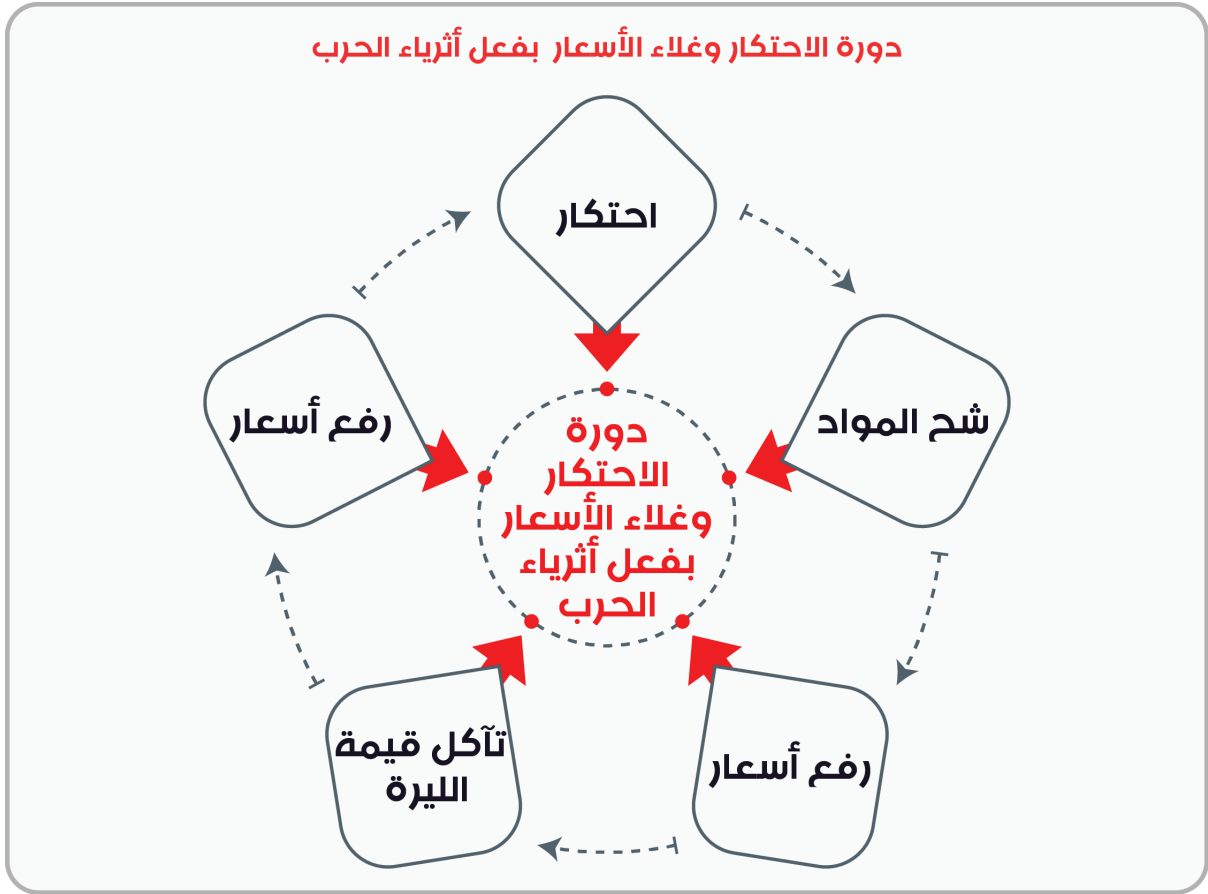 دورة الاحتكار وغلاء الأسعار بفعل أثرياء الحرب
احتكار
شح المواد
رفع أسعار
تآكل قيمة
الليرة
رفع أسعار
دورة
الاحتكار
وغلاء الأسعار
بفعل أثرياء
الحرب